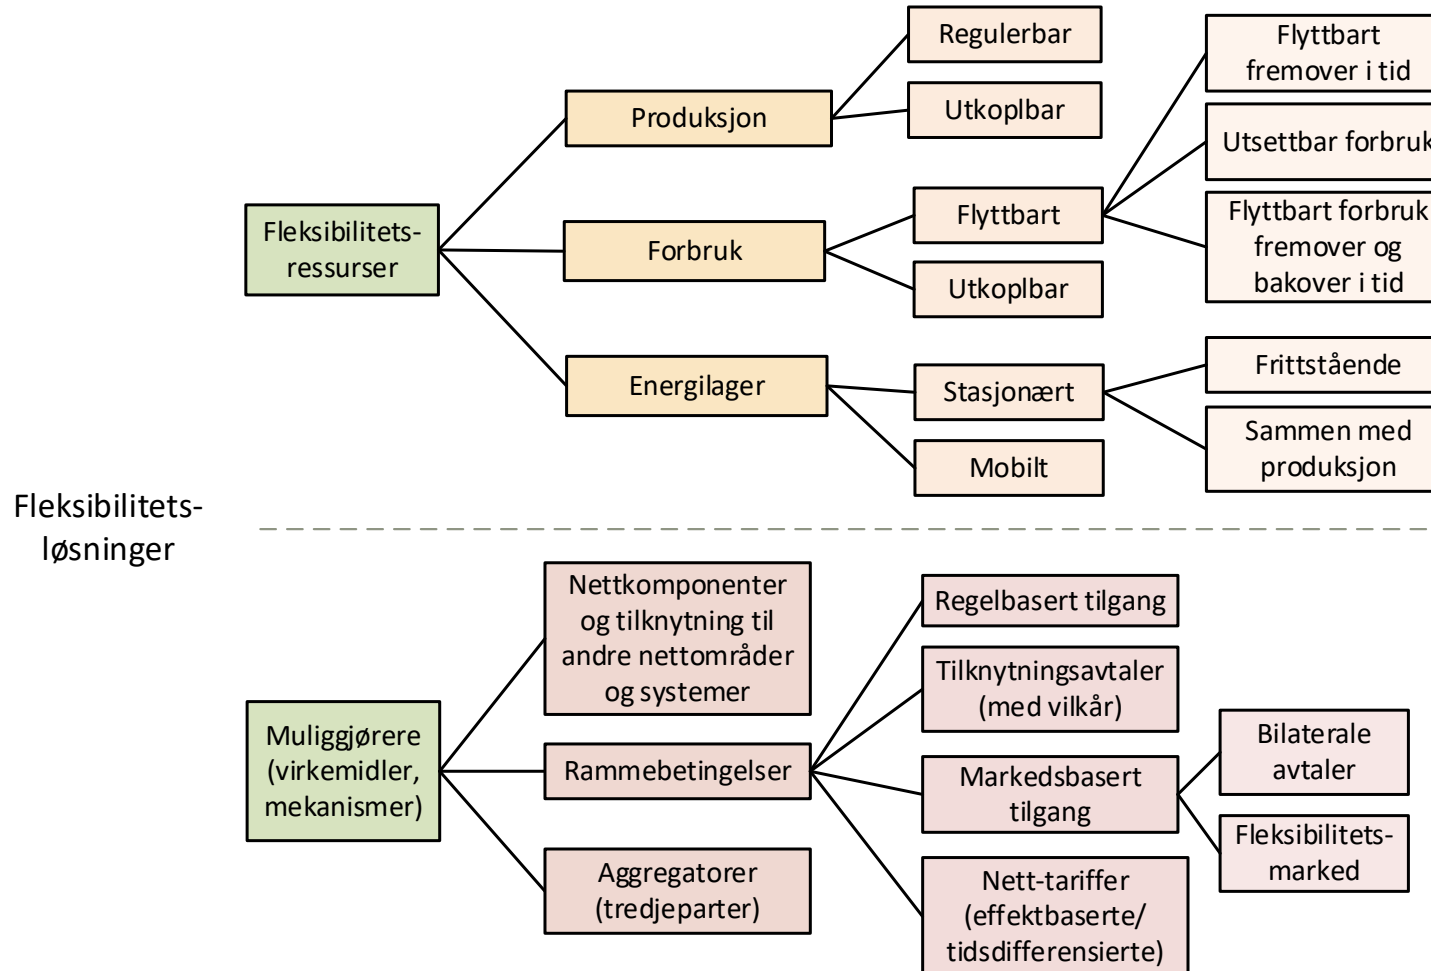 Fleksibilitets-
løsninger
Fleksibilitets-
ressurser
Produksjon
Regulerbar
Utkoplbar
Forbruk
Flyttbart
Flyttbart
fremover i tid
Utsettbar forbruk
Flyttbart forbruk
fremover og
bakover i tid
Utkoplbar
Energilager
Stasjonært
Frittstående
Sammen med
produksjon
Mobilt
Muliggjørere
(virkemidler,
mekanismer)
Nettkomponenter
og tilknytning til
andre nettområder
og systemer
Rammebetingelser
Regelbasert tilgang
Tilknytningsavtaler
(med vilkår)
Markedsbasert
tilgang
Bilaterale
avtaler
Fleksibilitets-
marked
Nett-tariffer
(effektbaserte/
tidsdifferensierte)
Aggregatorer
(tredjeparter)